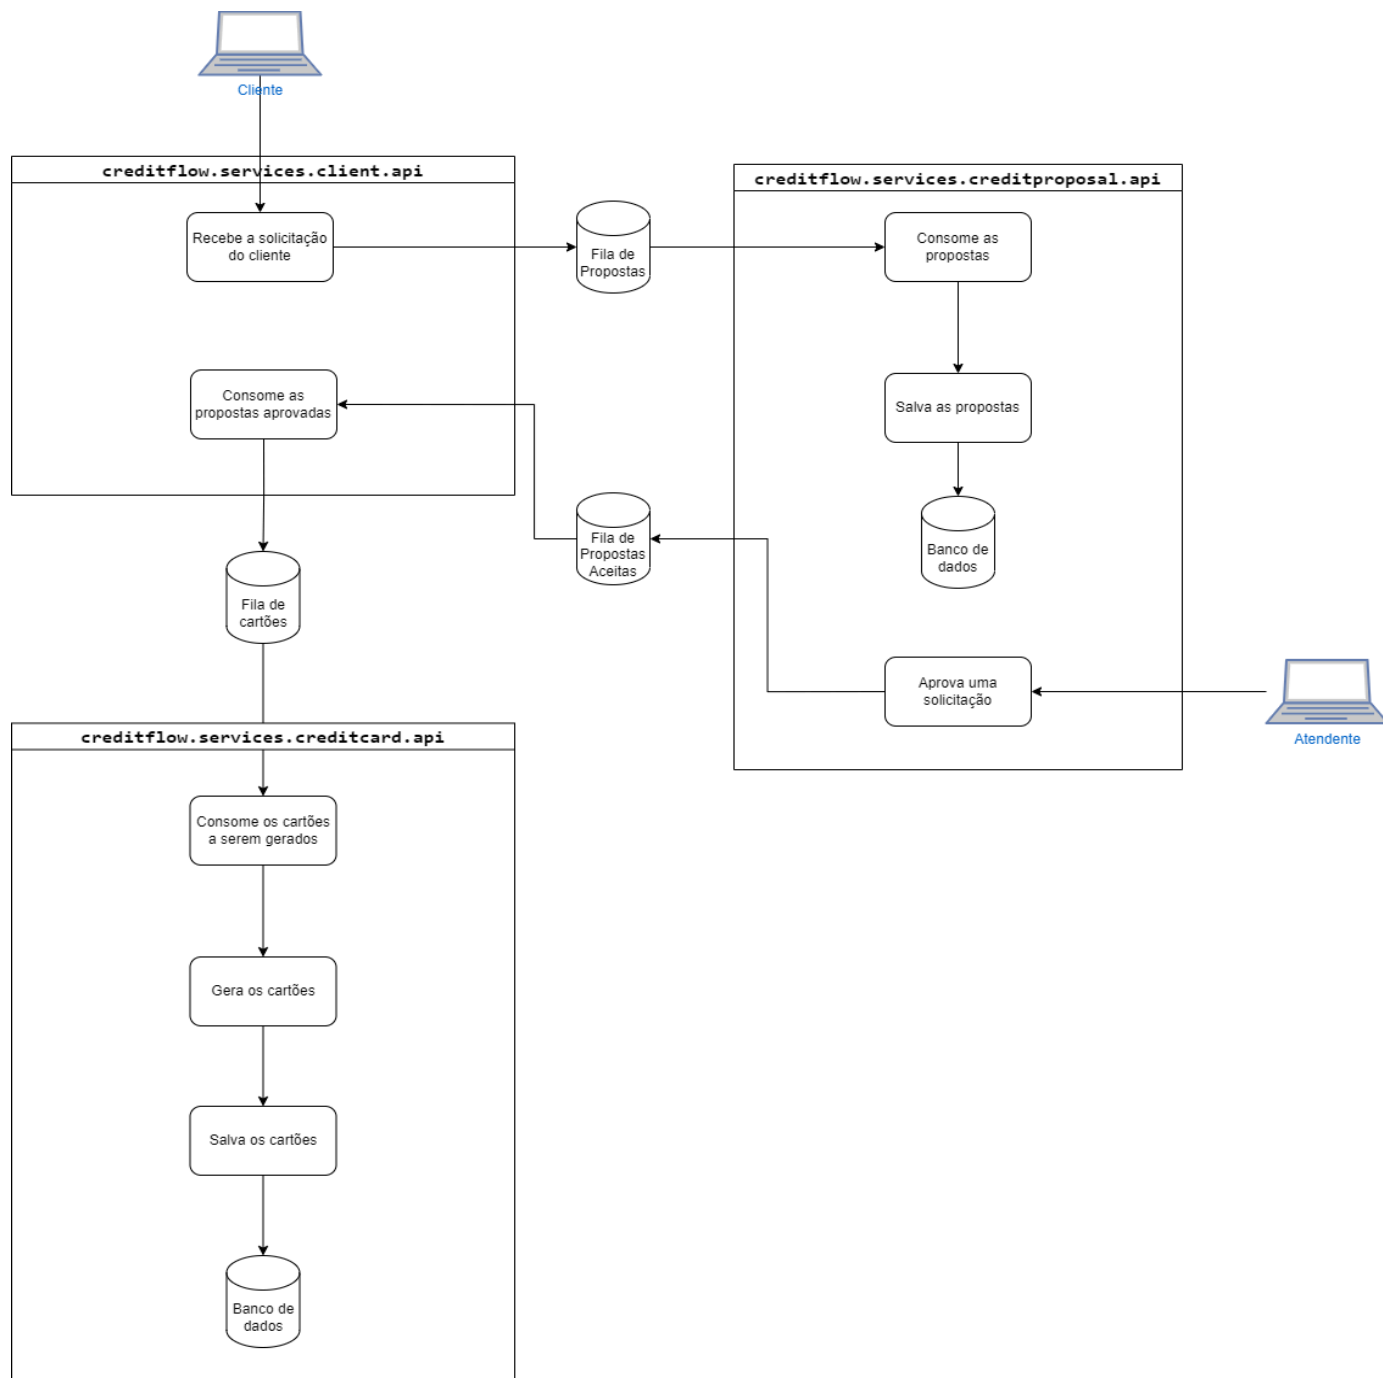 Cliente
creditflow.services.client.api
creditflow.services.creditproposal.api
Recebe a solicitação
do cliente
Fila de
Propostas
Consome as
propostas
Consome as
propostas aprovadas
Salva as propostas
Fila de
Propostas
Aceitas
Banco de
dados
Fila de
cartões
Aprova uma
solicitação
Atendente
creditflow.services.creditcard.api
Consome os cartões
a serem gerados
Gera os cartões
Salva os cartões
Banco de
dados